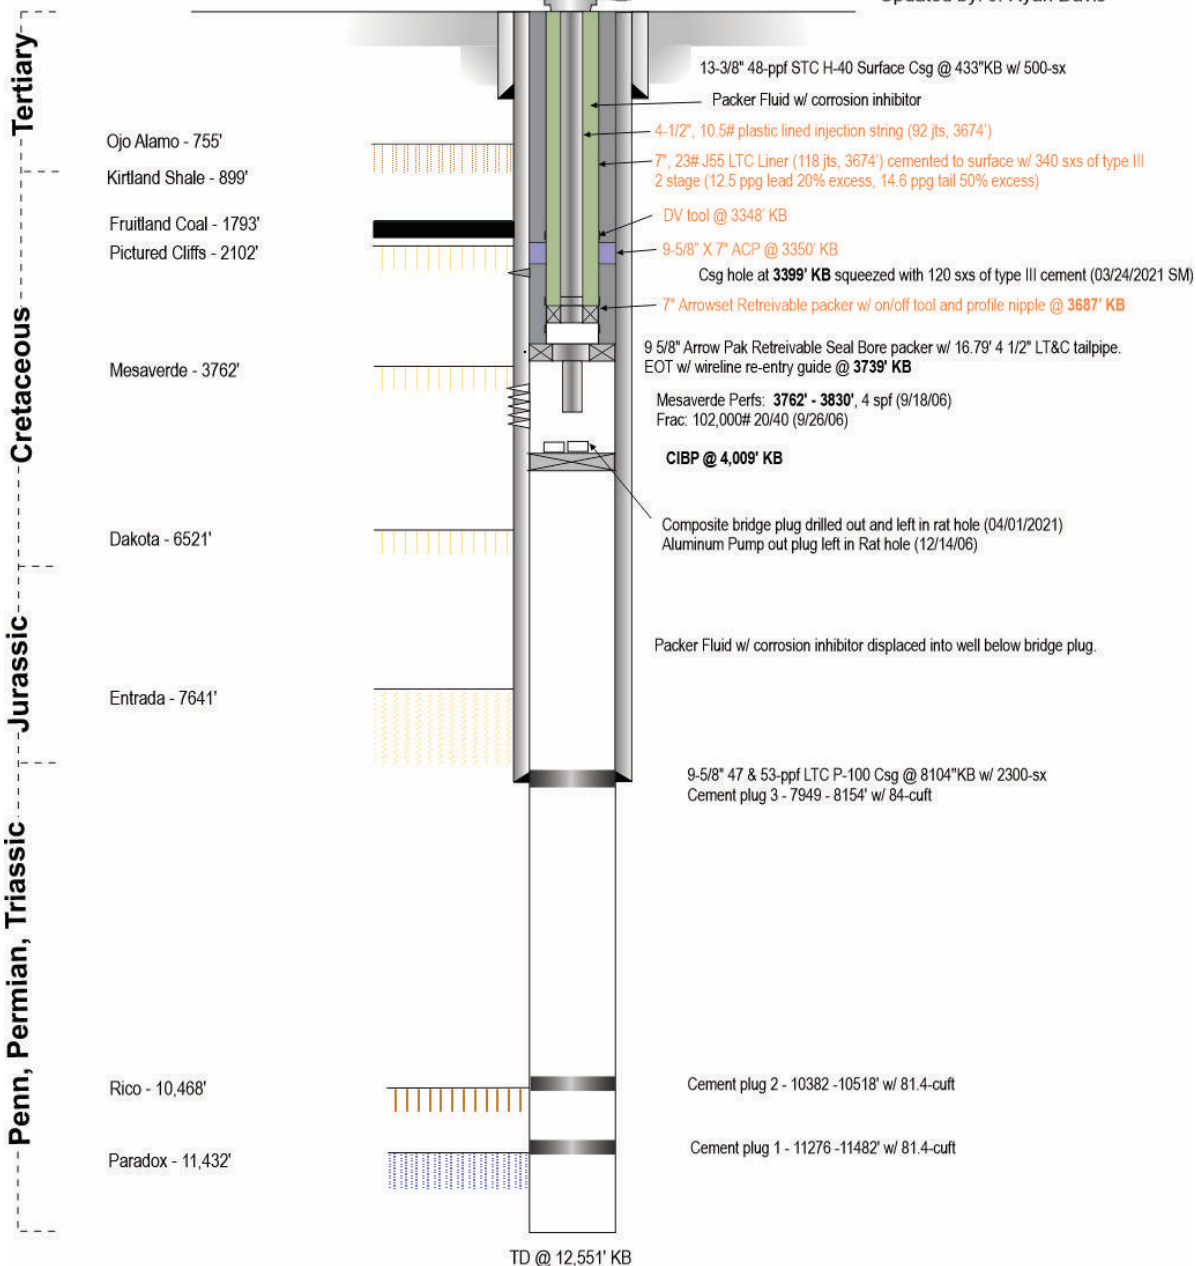 Tertiary
Cretaceous
Jurassic
Penn, Permian, Triassic
Ojo Alamo - 755'
Kirtland Shale - 899'
Fruitland Coal - 1793'
Pictured Cliffs - 2102'
Mesaverde - 3762'
Dakota - 6521'
Entrada - 7641'
Rico - 10,468'
Paradox - 11,432'
13-3/8" 48-ppf STC H-40 Surface Csg @ 433"KB w/ 500-sx
Packer Fluid w/ corrosion inhibitor
4-1/2", 10.5# plastic lined injection string (92 jts, 3674')
7", 23# J55 LTC Liner (118 jts, 3674') cemented to surface w/ 340 sxs of type III
2 stage (12.5 ppg lead 20% excess, 14.6 ppg tail 50% excess)
DV tool @ 3348' KB
9-5/8" X 7" ACP @ 3350' KB
Csg hole at 3399' KB squeezed with 120 sxs of type III cement (03/24/2021 SM)
7" Arrowset Retreivable packer w/ on/off tool and profile nipple @ 3687' KB
9 5/8" Arrow Pak Retreivable Seal Bore packer w/ 16.79' 4 1/2" LT&C tailpipe.
EOT w/ wireline re-entry guide @ 3739' KB
Mesaverde Perfs: 3762' - 3830', 4 spf (9/18/06)
Frac: 102,000# 20/40 (9/26/06)
CIBP @ 4,009' KB
Composite bridge plug drilled out and left in rat hole (04/01/2021)
Aluminum Pump out plug left in Rat hole (12/14/06)
Packer Fluid w/ corrosion inhibitor displaced into well below bridge plug.
9-5/8" 47 & 53-ppf LTC P-100 Csg @ 8104"KB w/ 2300-sx
Cement plug 3 - 7949 - 8154' w/ 84-cuft
Cement plug 2 - 10382 -10518' w/ 81.4-cuft
Cement plug 1 - 11276 -11482' w/ 81.4-cuft
TD @ 12,551' KB